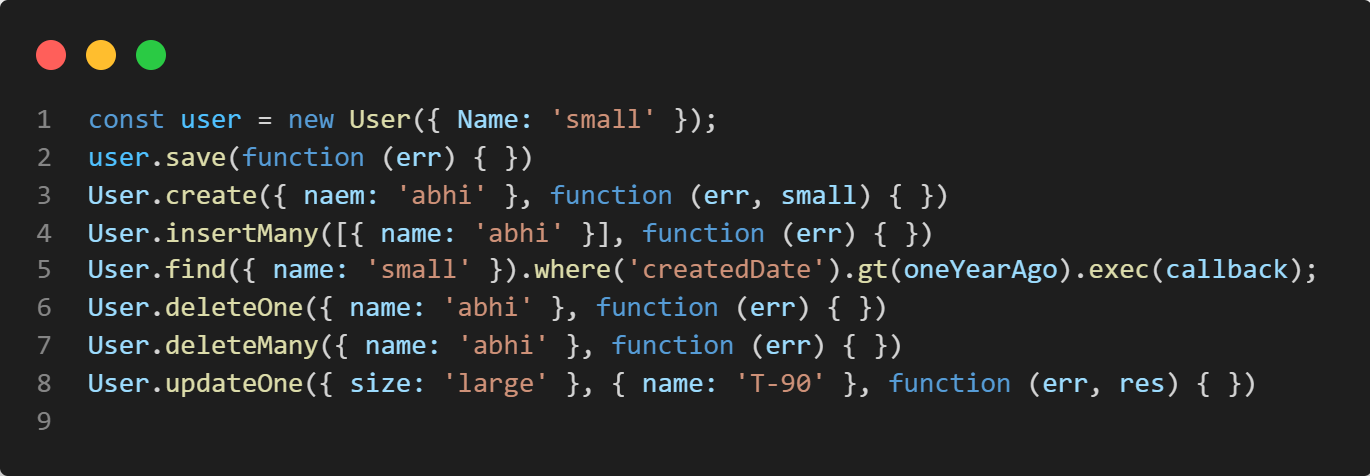 1 const user = new User({ Name: 'small' });
2 user.save(function (err) { })
3 User.create({ naem: 'abhi' }, function (err, small) { })
4 User.insertMany([{ name: 'abhi' }], function (err) { })
5 User.find({ name: 'small' }).where('createdDate').gt(oneYearAgo).exec(callback);
6 User.deleteOne({ name: 'abhi' }, function (err) { })
7 User.deleteMany({ name: 'abhi' }, function (err) { })
8 User.updateOne({ size: 'large' }, { name: 'T-90' }, function (err, res) { })
9